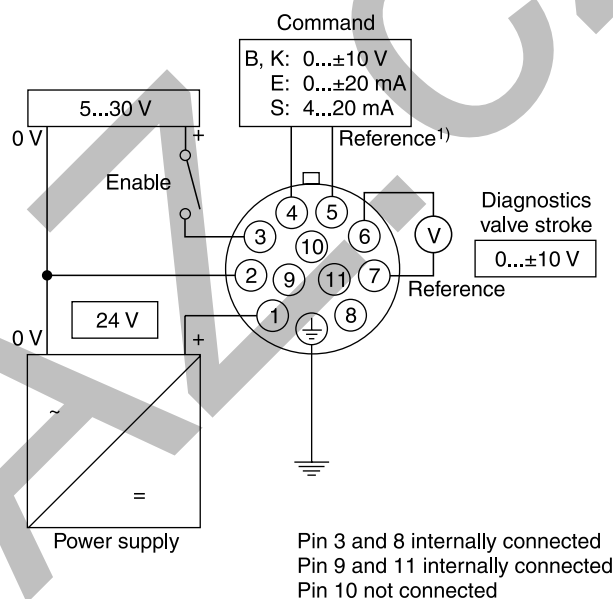 Command
B, K: 0...±10 V
E: 0...±20 mA
S: 4...20 mA
5...30 V
0 V
+
Reference¹⁾
Enable
4
5
3
10
6
V
Diagnostics
valve stroke
0...±10 V
2
9
11
7
Reference
1
8
24 V
0 V
+
~
=
Power supply
Pin 3 and 8 internally connected
Pin 9 and 11 internally connected
Pin 10 not connected